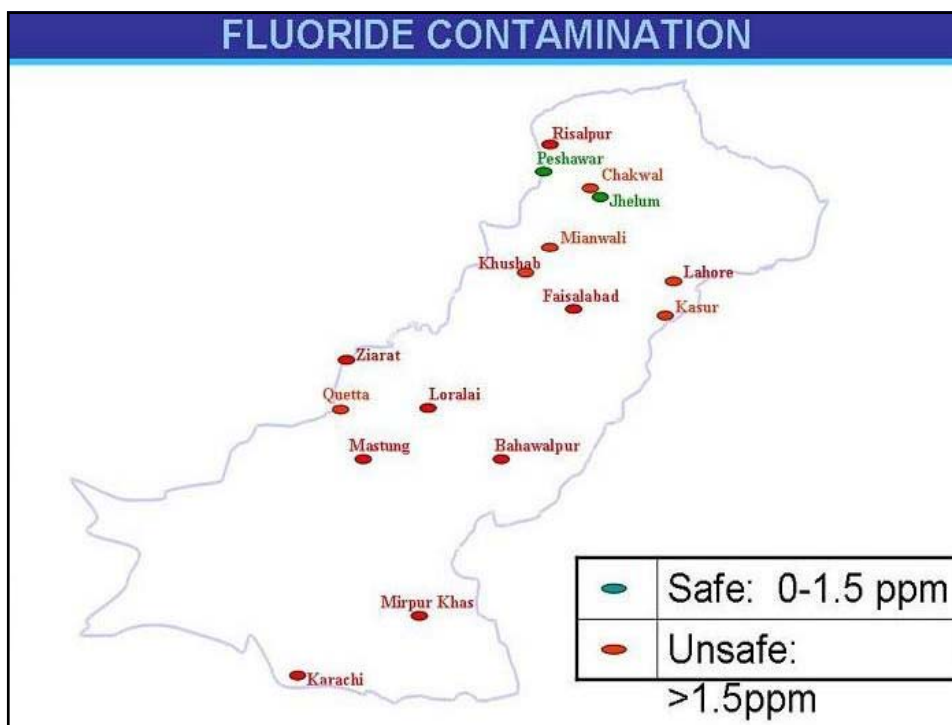 FLUORIDE CONTAMINATION
Risalpur
Peshawar
Chakwal
Jhelum
Mianwali
Khushab
Lahore
Faisalabad
Kasur
Ziarat
Quetta
Loralai
Mastung
Bahawalpur
Mirpur Khas
Karachi
Safe: 0-1.5 ppm
Unsafe:
>1.5ppm